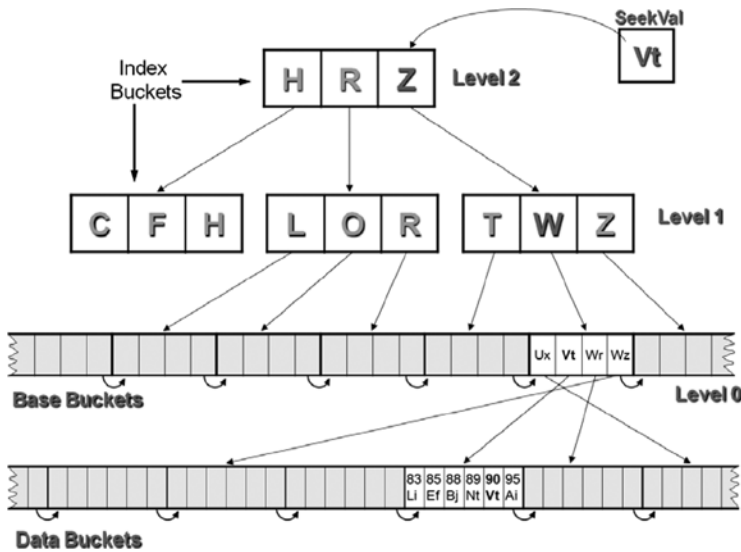 SeekVal
Vt
Index
Buckets
H R Z
Level 2
C F H
L O R
T W Z
Level 1
Ux Vt Wr Wz
Base Buckets
Level 0
83 85 88 89 90 95
Li Ef Bj Nt Vt Ai
Data Buckets